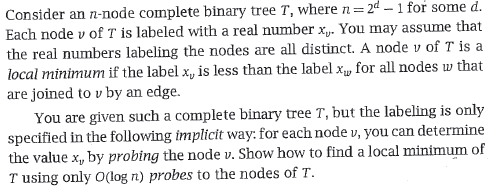 Consider an n-node complete binary tree T, where n = 2^d − 1 for some d.
Each node v of T is labeled with a real number x_v. You may assume that
the real numbers labeling the nodes are all distinct. A node v of T is a
local minimum if the label x_v is less than the label x_w for all nodes w that
are joined to v by an edge.
You are given such a complete binary tree T, but the labeling is only
specified in the following implicit way: for each node v, you can determine
the value x_v by probing the node v. Show how to find a local minimum of
T using only O(log n) probes to the nodes of T.